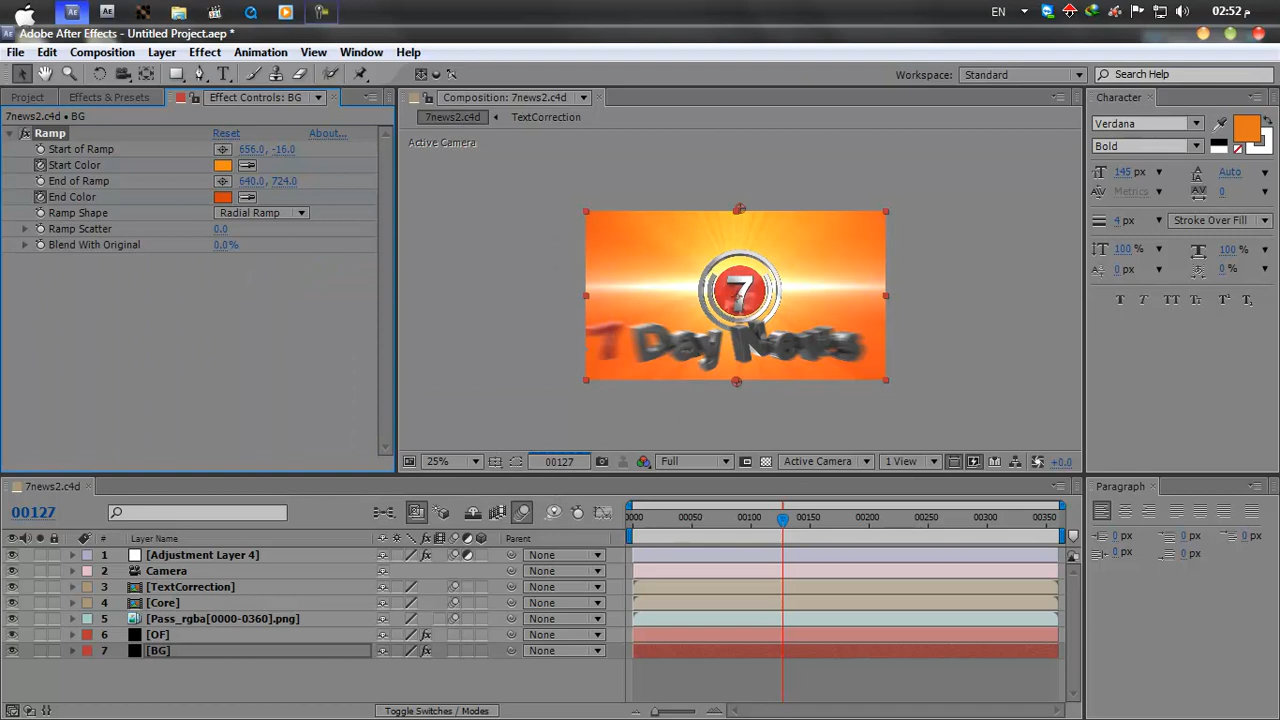 EN
02:52 م
Adobe After Effects - Untitled Project.aep *
File Edit Composition Layer Effect Animation View Window Help
Workspace: Standard Search Help
Project Effects & Presets Effect Controls: BG
7news2.c4d • BG
Ramp Reset About...
Start of Ramp 656.0, -16.0
Start Color
End of Ramp 640.0, 724.0
End Color
Ramp Shape Radial Ramp
Ramp Scatter 0.0
Blend With Original 0.0%
Composition: 7news2.c4d
7news2.c4d TextCorrection
Active Camera
7
7 Day News
25% 00127 Full Active Camera 1 View +0.0
Character
Verdana
Bold
145 px Auto
Metrics 0
4 px Stroke Over Fill
100 % 100 %
0 px 0 %
T T TT Tr T¹ T₁
7news2.c4d
00127
0000 00050 00100 00150 00200 00250 00300 00350
# Layer Name Parent
1 [Adjustment Layer 4] None
2 Camera None
3 [TextCorrection] None
4 [Core] None
5 [Pass_rgba[0000-0360].png] None
6 [OF] None
7 [BG] None
Toggle Switches / Modes
Paragraph
0 px 0 px 0 px
0 px 0 px